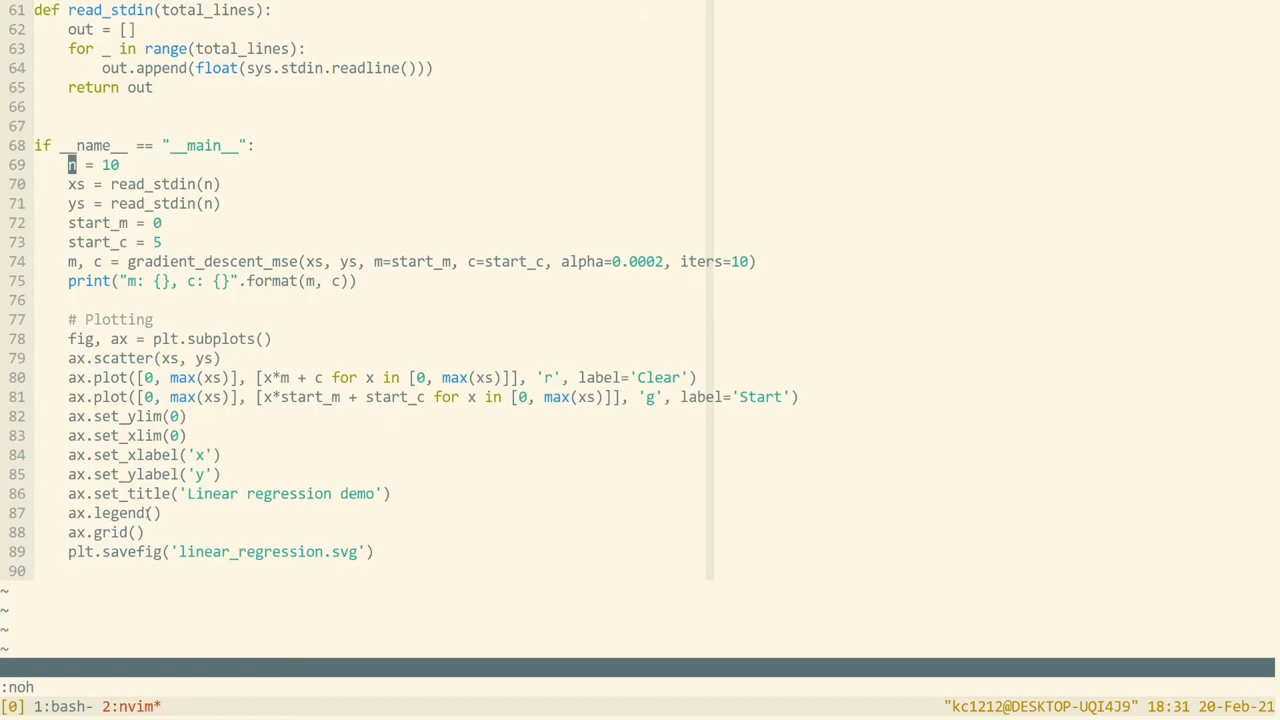 61 def read_stdin(total_lines):
62     out = []
63     for _ in range(total_lines):
64         out.append(float(sys.stdin.readline()))
65     return out
66
67
68 if __name__ == "__main__":
69     n = 10
70     xs = read_stdin(n)
71     ys = read_stdin(n)
72     start_m = 0
73     start_c = 5
74     m, c = gradient_descent_mse(xs, ys, m=start_m, c=start_c, alpha=0.0002, iters=10)
75     print("m: {}, c: {}".format(m, c))
76
77     # Plotting
78     fig, ax = plt.subplots()
79     ax.scatter(xs, ys)
80     ax.plot([0, max(xs)], [x*m + c for x in [0, max(xs)]], 'r', label='Clear')
81     ax.plot([0, max(xs)], [x*start_m + start_c for x in [0, max(xs)]], 'g', label='Start')
82     ax.set_ylim(0)
83     ax.set_xlim(0)
84     ax.set_xlabel('x')
85     ax.set_ylabel('y')
86     ax.set_title('Linear regression demo')
87     ax.legend()
88     ax.grid()
89     plt.savefig('linear_regression.svg')
90
~
~
~
~
:noh
[0] 1:bash- 2:nvim* "kc1212@DESKTOP-UQI4J9" 18:31 20-Feb-21